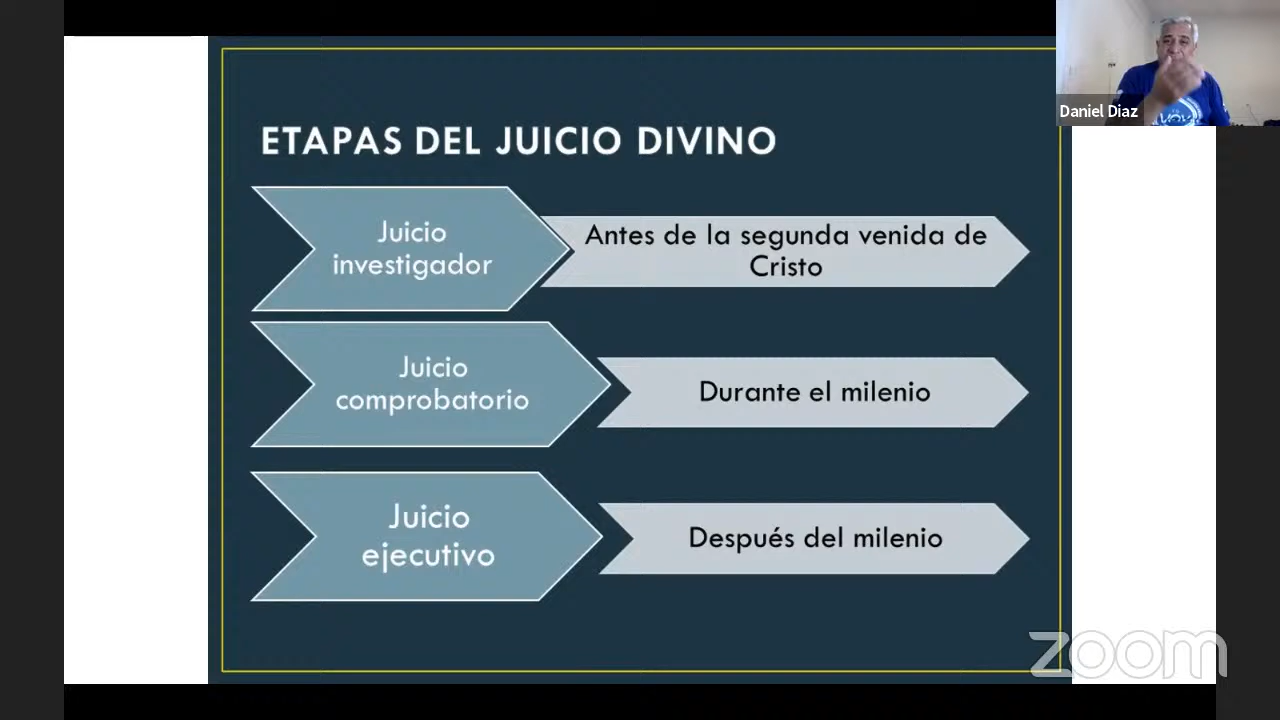 Daniel Diaz
ETAPAS DEL JUICIO DIVINO
Juicio
investigador
Antes de la segunda venida de
Cristo
Juicio
comprobatorio
Durante el milenio
Juicio
ejecutivo
Después del milenio
zoom